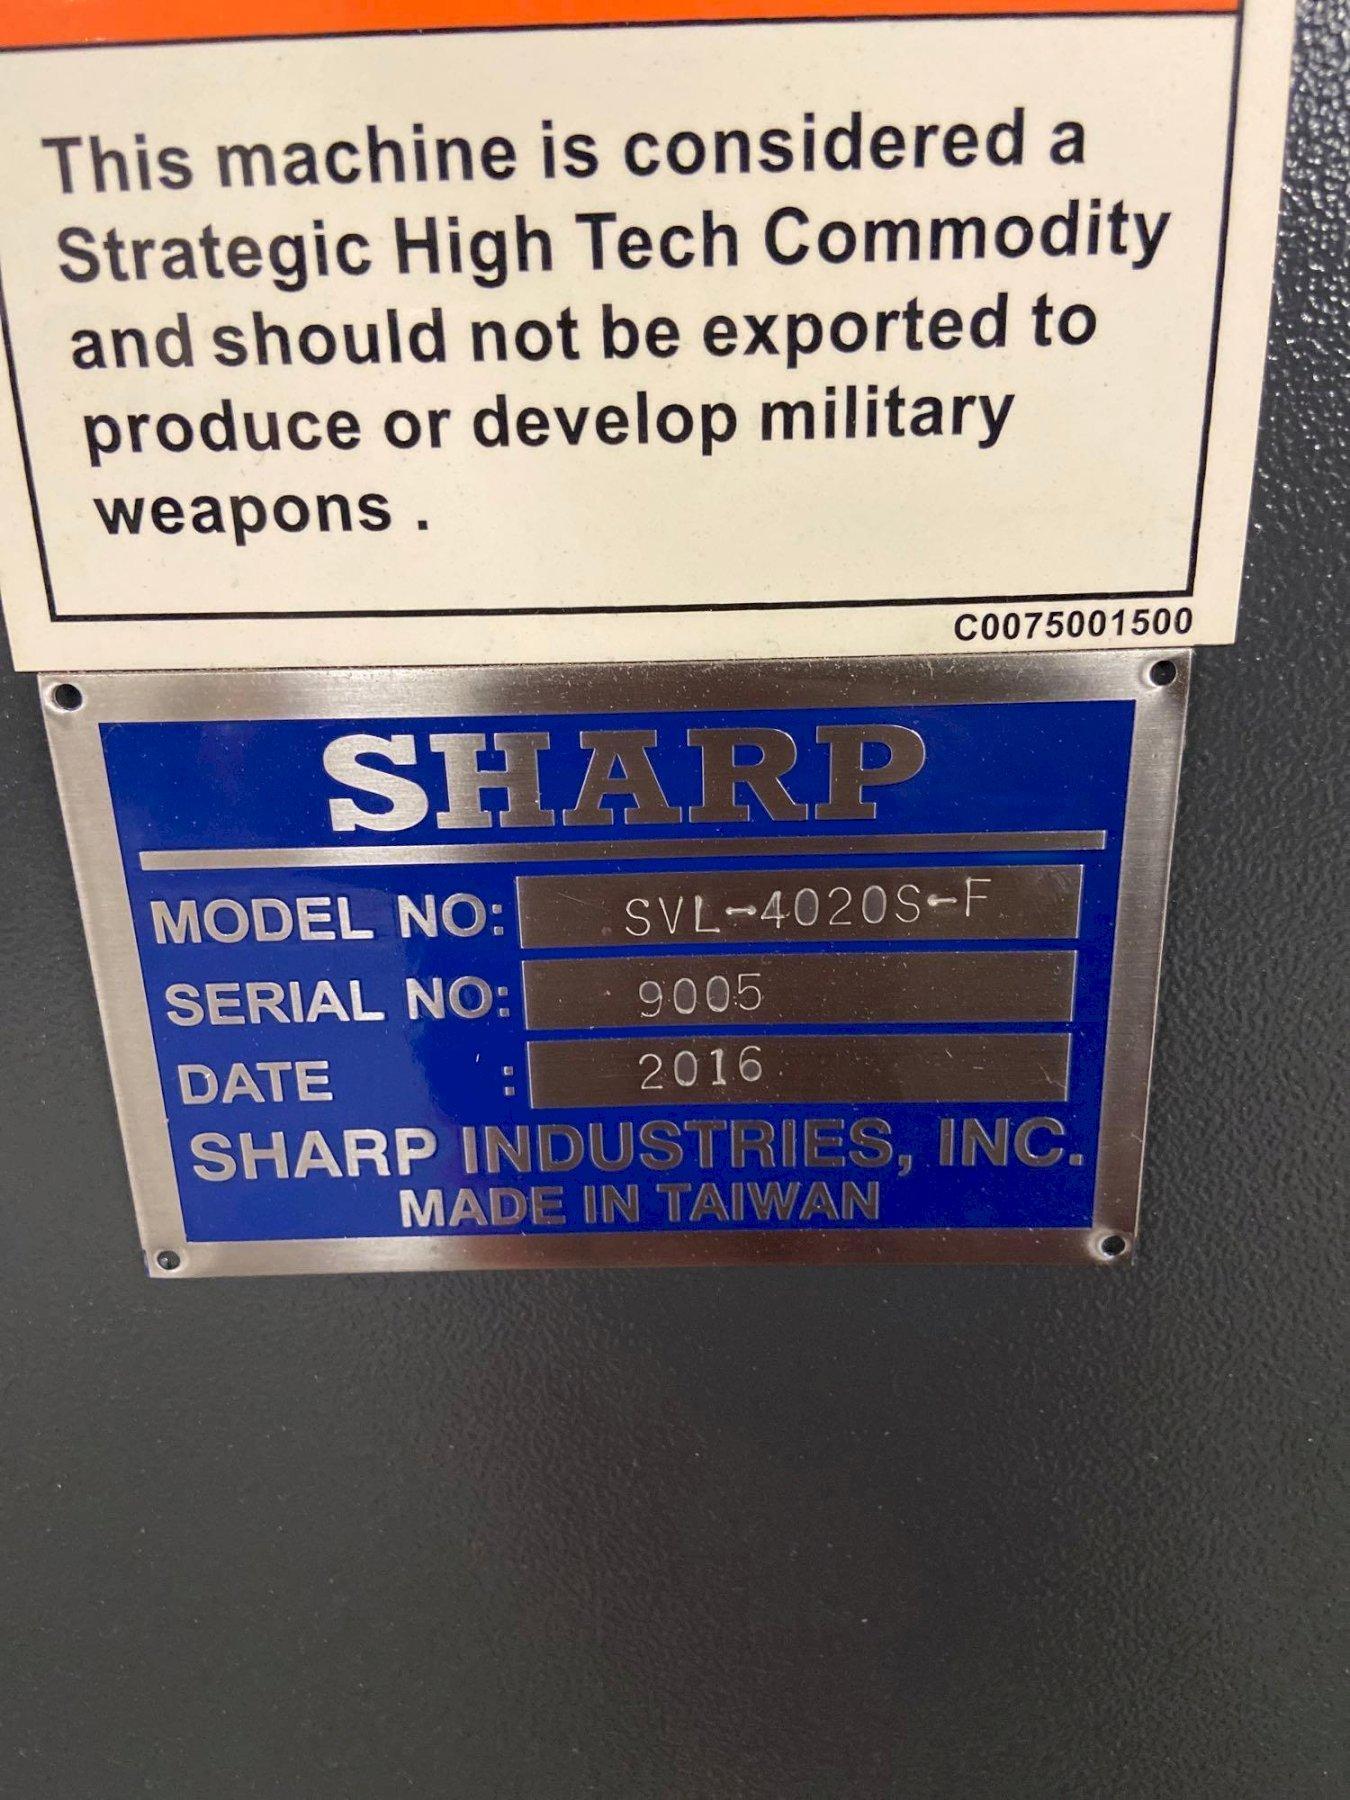 This machine is considered a
Strategic High Tech Commodity
and should not be exported to
produce or develop military
weapons .
C0075001500
SHARP
MODEL NO: SVL-4020S-F
SERIAL NO: 9005
DATE : 2016
SHARP INDUSTRIES, INC.
MADE IN TAIWAN